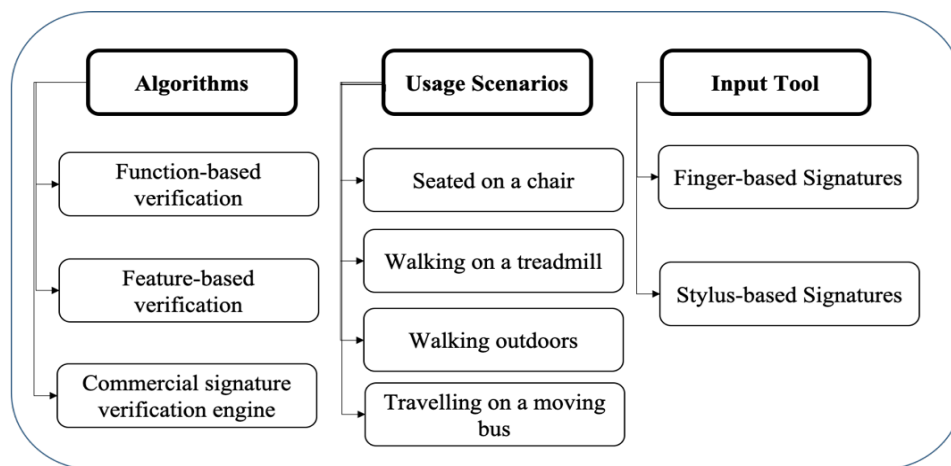 Algorithms
Function-based
verification
Feature-based
verification
Commercial signature
verification engine
Usage Scenarios
Seated on a chair
Walking on a treadmill
Walking outdoors
Travelling on a moving
bus
Input Tool
Finger-based Signatures
Stylus-based Signatures